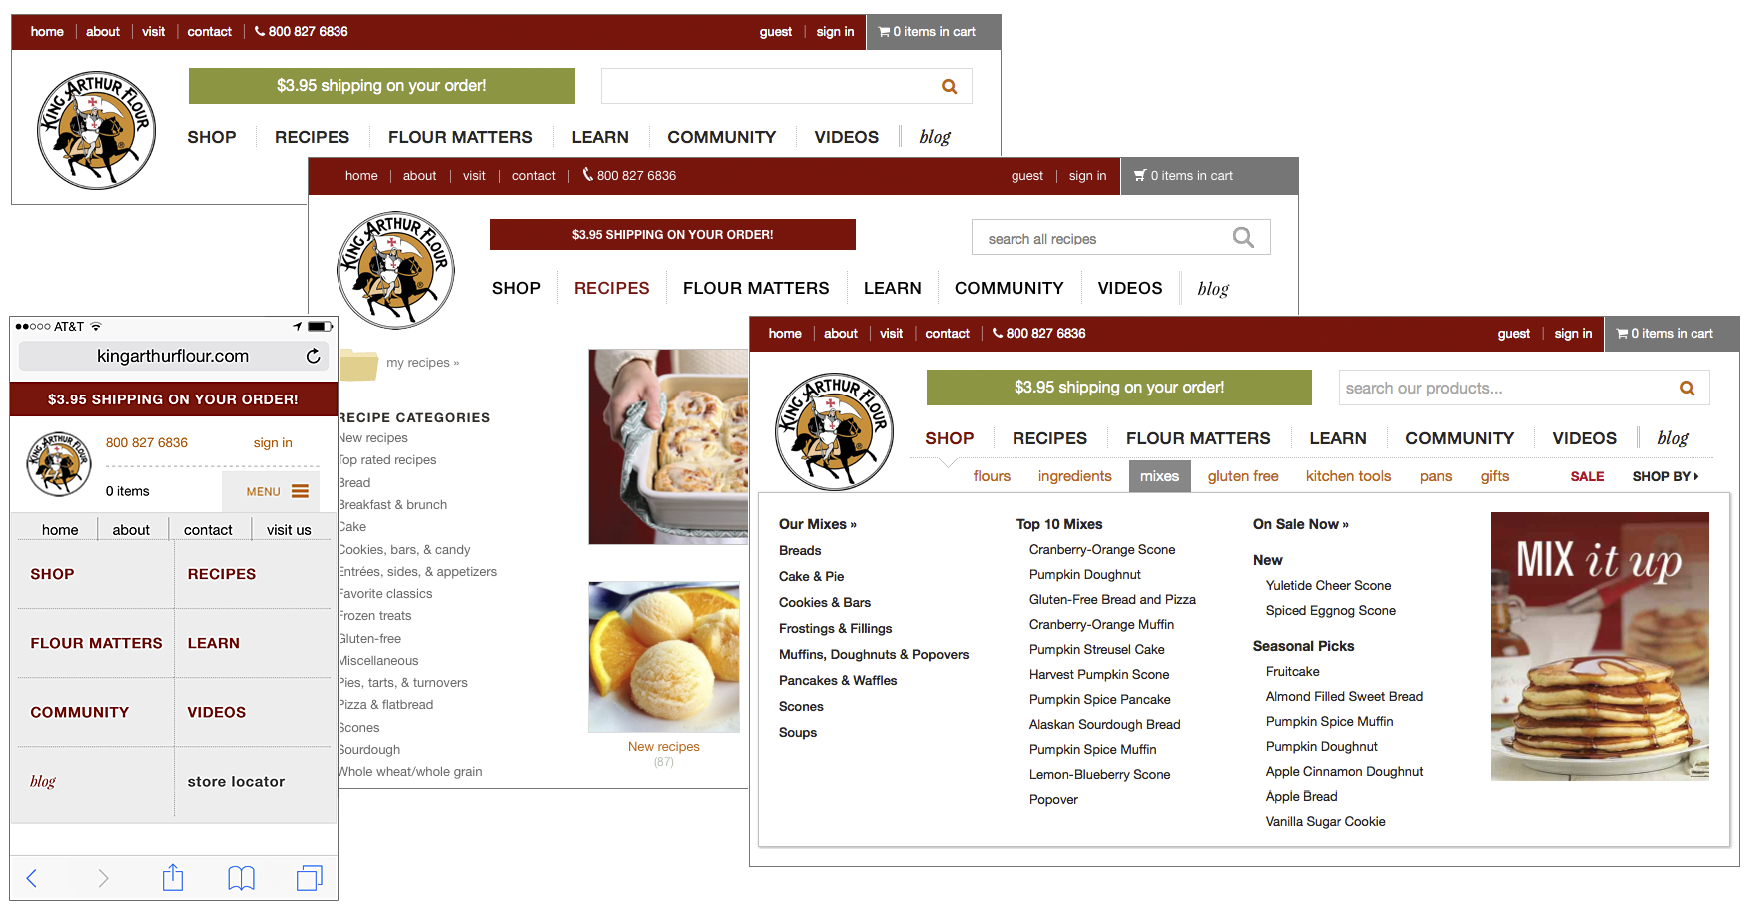 home about visit contact 800 827 6836 guest sign in 0 items in cart
KING ARTHUR FLOUR
$3.95 shipping on your order!
SHOP RECIPES FLOUR MATTERS LEARN COMMUNITY VIDEOS blog
home about visit contact 800 827 6836 guest sign in 0 items in cart
KING ARTHUR FLOUR
$3.95 SHIPPING ON YOUR ORDER! search all recipes
SHOP RECIPES FLOUR MATTERS LEARN COMMUNITY VIDEOS blog
my recipes »
RECIPE CATEGORIES
New recipes
Top rated recipes
Bread
Breakfast & brunch
Cake
Cookies, bars, & candy
Entrées, sides, & appetizers
Favorite classics
Frozen treats
Gluten-free
Miscellaneous
Pies, tarts, & turnovers
Pizza & flatbread
Scones
Sourdough
Whole wheat/whole grain
New recipes
(87)
AT&T
kingarthurflour.com
$3.95 SHIPPING ON YOUR ORDER!
KING ARTHUR FLOUR
800 827 6836 sign in
0 items MENU
home about contact visit us
SHOP RECIPES
FLOUR MATTERS LEARN
COMMUNITY VIDEOS
blog store locator
home about visit contact 800 827 6836 guest sign in 0 items in cart
KING ARTHUR FLOUR
$3.95 shipping on your order! search our products...
SHOP RECIPES FLOUR MATTERS LEARN COMMUNITY VIDEOS blog
flours ingredients mixes gluten free kitchen tools pans gifts SALE SHOP BY
Our Mixes »
Breads
Cake & Pie
Cookies & Bars
Frostings & Fillings
Muffins, Doughnuts & Popovers
Pancakes & Waffles
Scones
Soups
Top 10 Mixes
Cranberry-Orange Scone
Pumpkin Doughnut
Gluten-Free Bread and Pizza
Cranberry-Orange Muffin
Pumpkin Streusel Cake
Harvest Pumpkin Scone
Pumpkin Spice Pancake
Alaskan Sourdough Bread
Pumpkin Spice Muffin
Lemon-Blueberry Scone
Popover
On Sale Now »
New
Yuletide Cheer Scone
Spiced Eggnog Scone
Seasonal Picks
Fruitcake
Almond Filled Sweet Bread
Pumpkin Spice Muffin
Pumpkin Doughnut
Apple Cinnamon Doughnut
Apple Bread
Vanilla Sugar Cookie
MIX it up